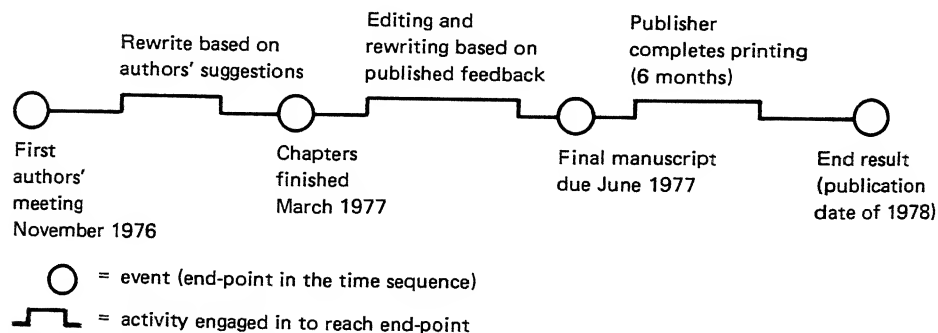 Rewrite based on
authors' suggestions
Editing and
rewriting based on
published feedback
Publisher
completes printing
(6 months)
First
authors'
meeting
November 1976
Chapters
finished
March 1977
Final manuscript
due June 1977
End result
(publication
date of 1978)
= event (end-point in the time sequence)
= activity engaged in to reach end-point